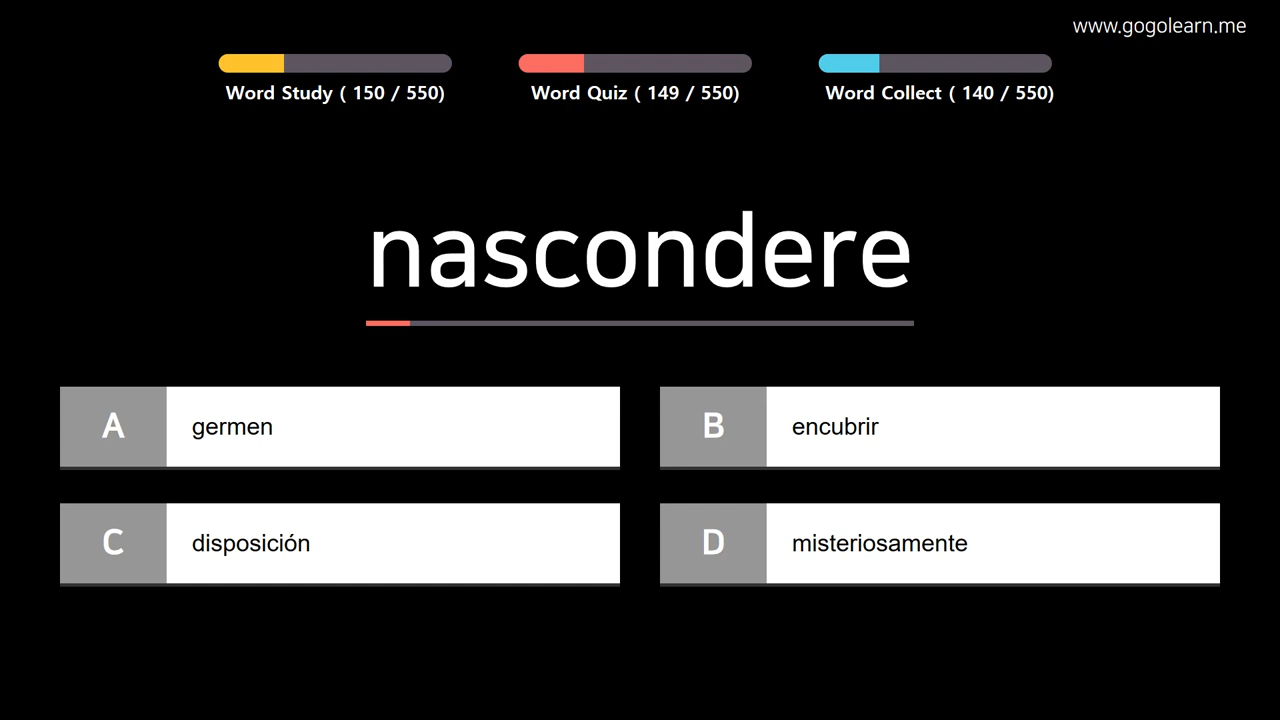 www.gogolearn.me
Word Study ( 150 / 550)
Word Quiz ( 149 / 550)
Word Collect ( 140 / 550)
nascondere
A germen
B encubrir
C disposición
D misteriosamente